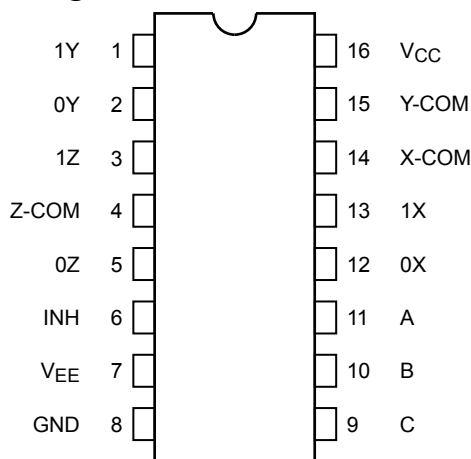 1Y 1 16 VCC
0Y 2 15 Y-COM
1Z 3 14 X-COM
Z-COM 4 13 1X
0Z 5 12 0X
INH 6 11 A
VEE 7 10 B
GND 8 9 C